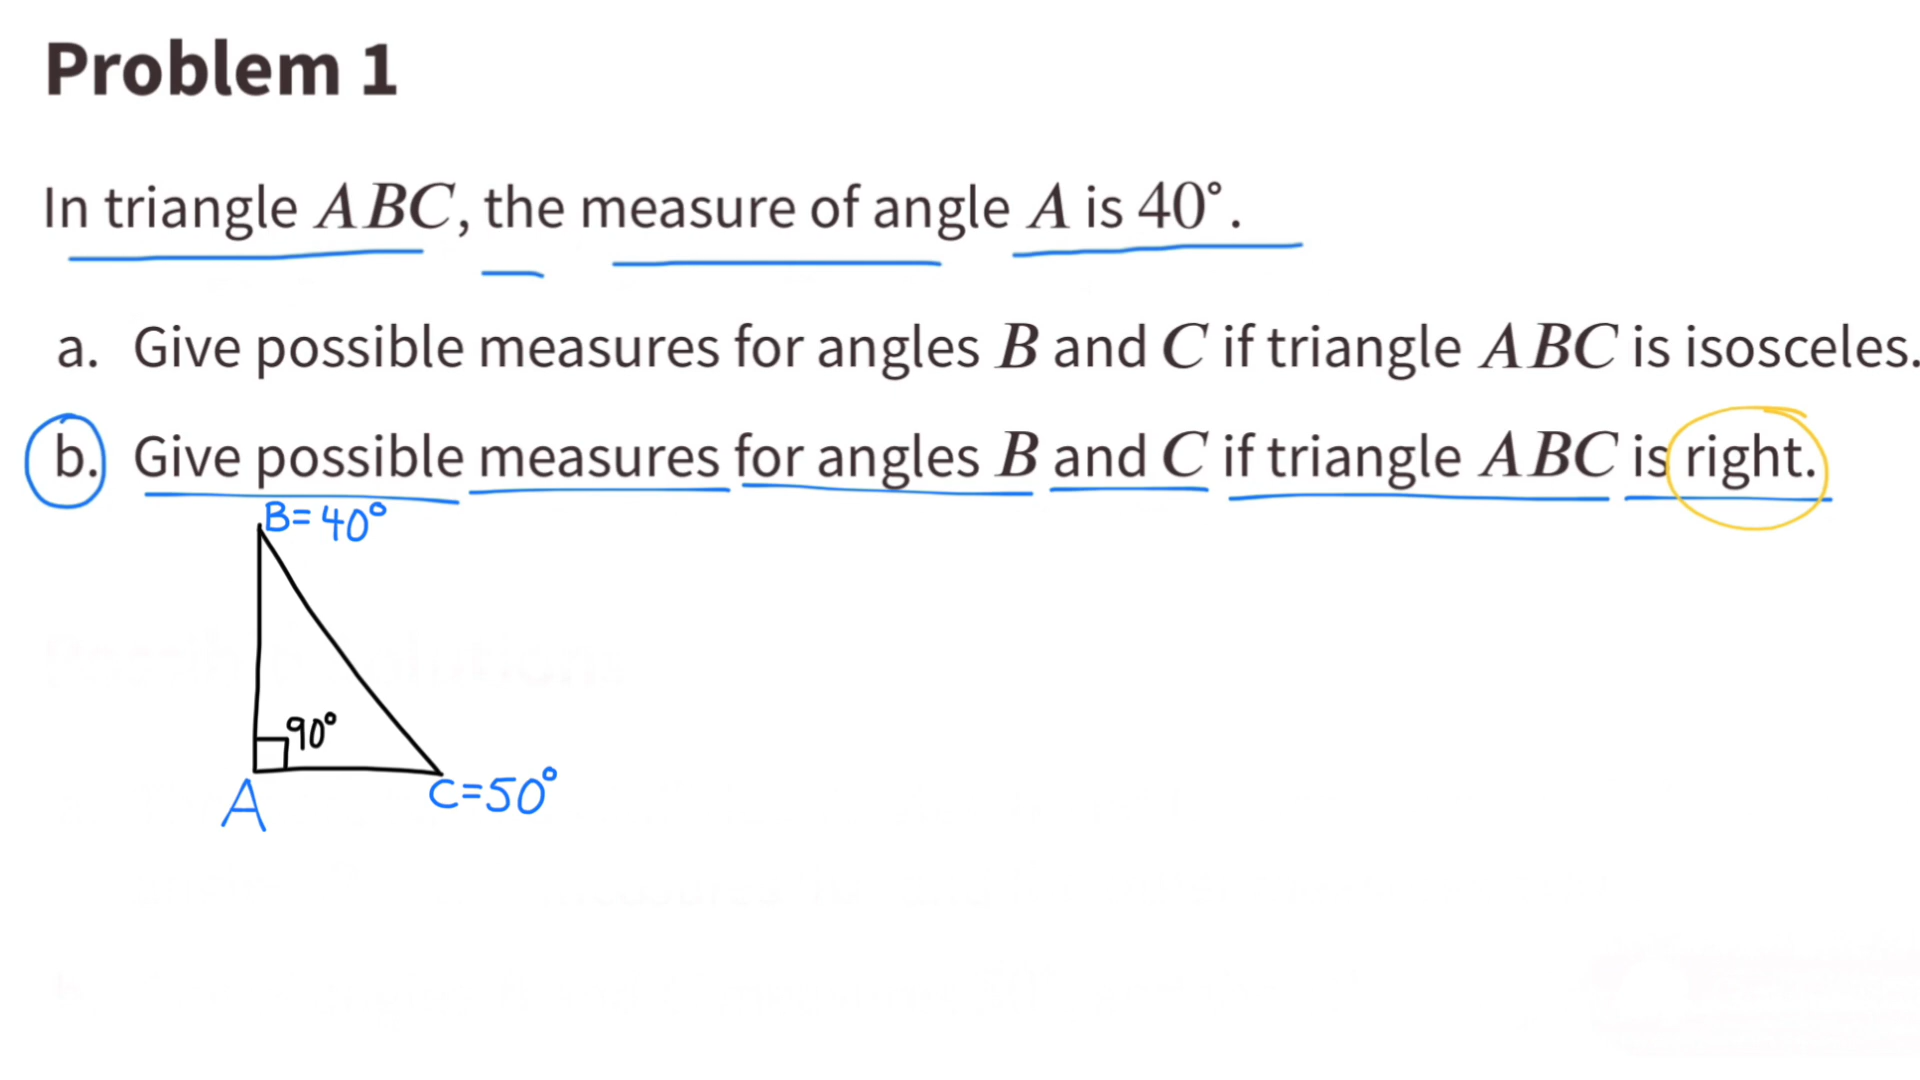 Problem 1
In triangle ABC, the measure of angle A is 40°.
a. Give possible measures for angles B and C if triangle ABC is isosceles.
b. Give possible measures for angles B and C if triangle ABC is right.
B=40°
90°
A
C=50°